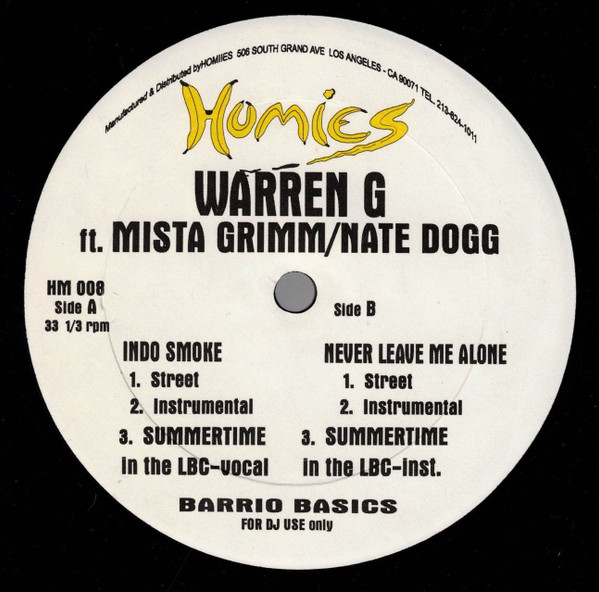 Manufactured & Distributed byHOMIIES 506 SOUTH GRAND AVE LOS ANGELES - CA 90071 TEL. 213-624-1011
HOMIES
WARREN G
ft. MISTA GRIMM/NATE DOGG
HM 008
Side A
33 1/3 rpm
Side B
INDO SMOKE
1. Street
2. Instrumental
3. SUMMERTIME
in the LBC-vocal
NEVER LEAVE ME ALONE
1. Street
2. Instrumental
3. SUMMERTIME
in the LBC-inst.
BARRIO BASICS
FOR DJ USE only